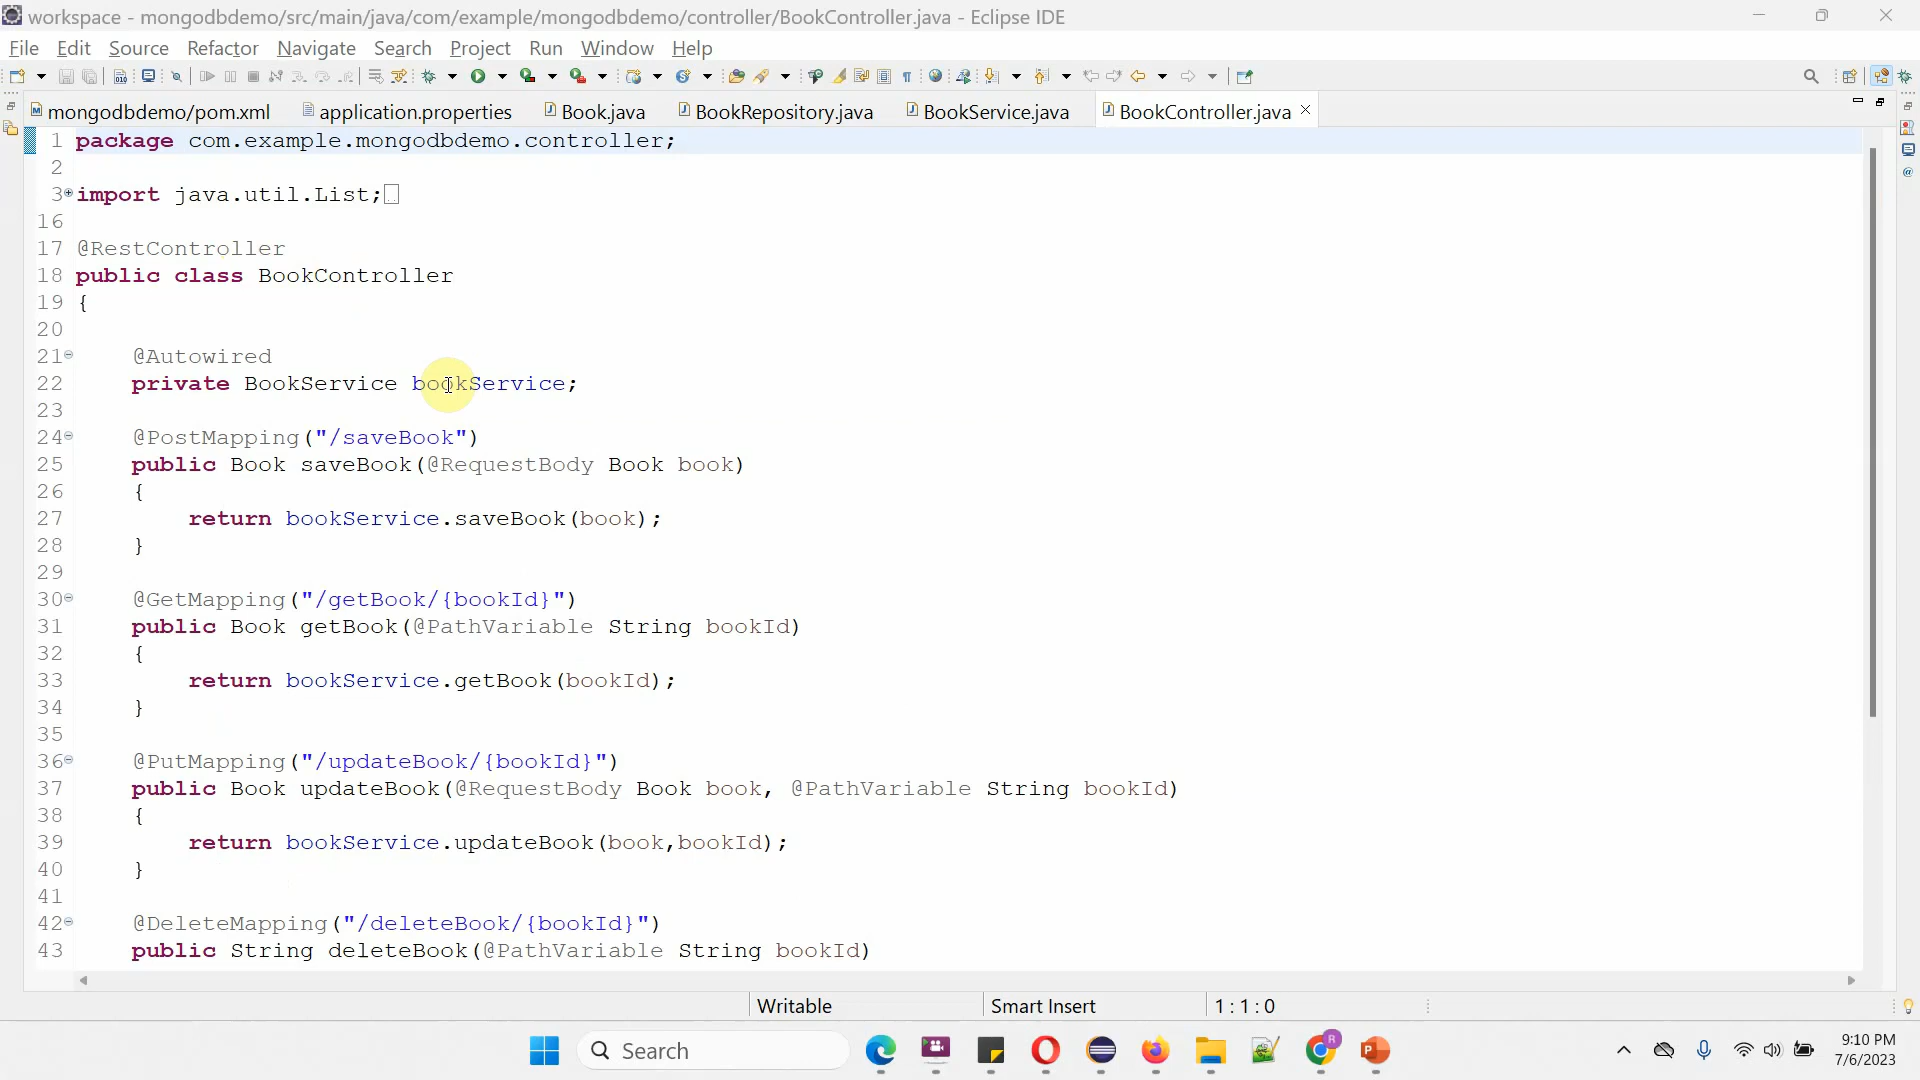 workspace - mongodbdemo/src/main/java/com/example/mongodbdemo/controller/BookController.java - Eclipse IDE
File Edit Source Refactor Navigate Search Project Run Window Help
mongodbdemo/pom.xml application.properties Book.java BookRepository.java BookService.java BookController.java
1 package com.example.mongodbdemo.controller;
2
3 import java.util.List;
16
17 @RestController
18 public class BookController
19 {
20
21 @Autowired
22 private BookService bookService;
23
24 @PostMapping("/saveBook")
25 public Book saveBook(@RequestBody Book book)
26 {
27 return bookService.saveBook(book);
28 }
29
30 @GetMapping("/getBook/{bookId}")
31 public Book getBook(@PathVariable String bookId)
32 {
33 return bookService.getBook(bookId);
34 }
35
36 @PutMapping("/updateBook/{bookId}")
37 public Book updateBook(@RequestBody Book book, @PathVariable String bookId)
38 {
39 return bookService.updateBook(book,bookId);
40 }
41
42 @DeleteMapping("/deleteBook/{bookId}")
43 public String deleteBook(@PathVariable String bookId)
Writable Smart Insert 1 : 1 : 0
Search
9:10 PM
7/6/2023